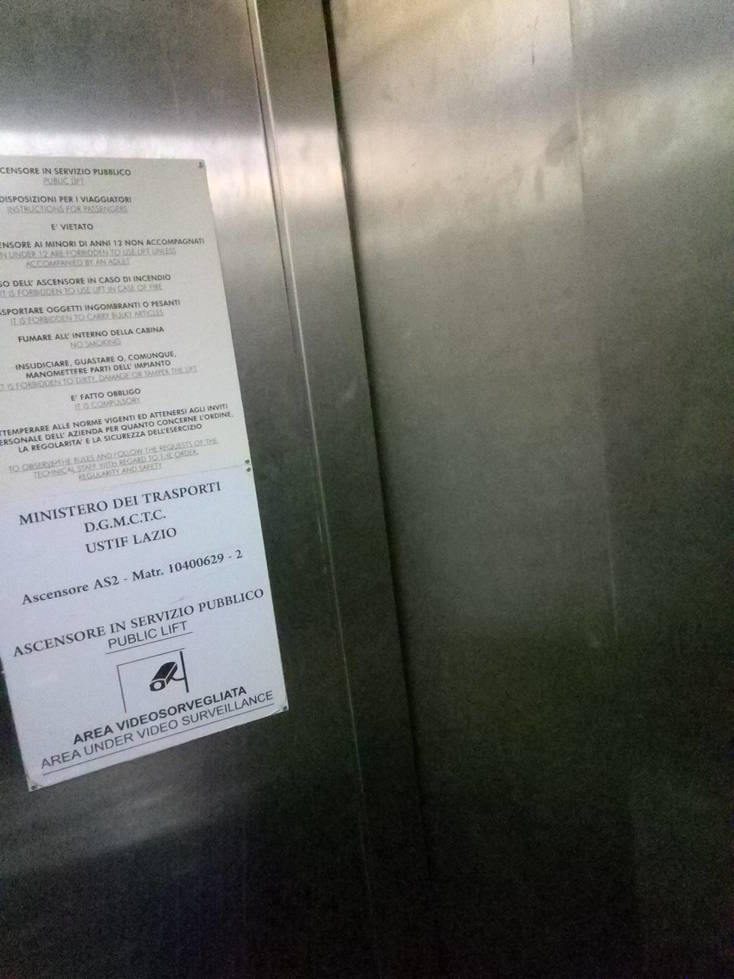 CENSORE IN SERVIZIO PUBBLICO
PUBLIC LIFT
DISPOSIZIONI PER I VIAGGIATORI
INSTRUCTIONS FOR PASSENGERS
E' VIETATO
ENSORE AI MINORI DI ANNI 12 NON ACCOMPAGNATI
N UNDER 12 ARE FORBIDDEN TO USE LIFT UNLESS
ACCOMPANIED BY AN ADULT
SO DELL' ASCENSORE IN CASO DI INCENDIO
IT IS FORBIDDEN TO USE LIFT IN CASE OF FIRE
SPORTARE OGGETTI INGOMBRANTI O PESANTI
IT IS FORBIDDEN TO CARRY BULKY ARTICLES
FUMARE ALL' INTERNO DELLA CABINA
NO SMOKING
INSUDICIARE, GUASTARE O, COMUNQUE,
MANOMETTERE PARTI DELL' IMPIANTO
IT IS FORBIDDEN TO DIRTY, DAMAGE OR TAMPER THE LIFT
E' FATTO OBBLIGO
IT IS COMPULSORY
TTEMPERARE ALLE NORME VIGENTI ED ATTENERSI AGLI INVITI
ERSONALE DELL' AZIENDA PER QUANTO CONCERNE L'ORDINE,
LA REGOLARITA' E LA SICUREZZA DELL'ESERCIZIO
TO OBSERVE THE RULES AND FOLLOW THE REQUESTS OF THE
TECHNICAL STAFF WITH REGARD TO THE ORDER,
REGULARITY AND SAFETY
MINISTERO DEI TRASPORTI
D.G.M.C.T.C.
USTIF LAZIO
Ascensore AS2 - Matr. 10400629 - 2
ASCENSORE IN SERVIZIO PUBBLICO
PUBLIC LIFT
AREA VIDEOSORVEGLIATA
AREA UNDER VIDEO SURVEILLANCE